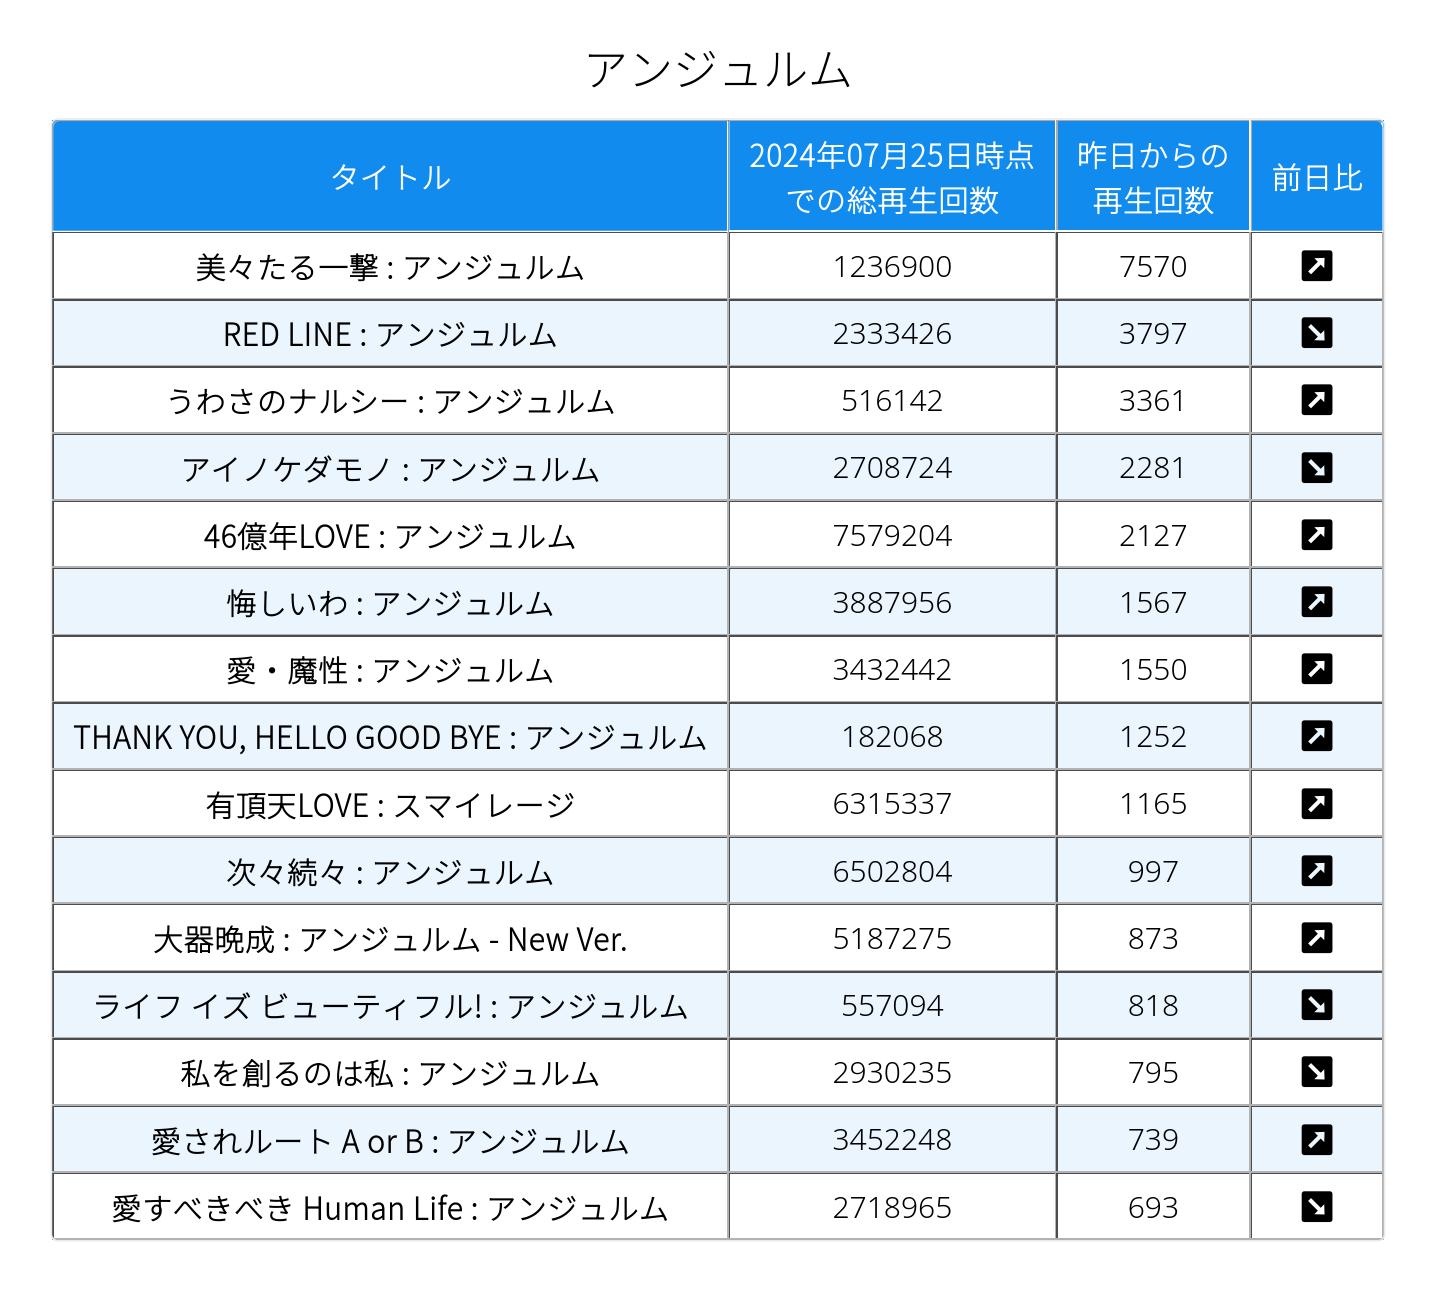 アンジュルム
タイトル 2024年07月25日時点での総再生回数 昨日からの再生回数 前日比
美々たる一撃 : アンジュルム 1236900 7570 ↗
RED LINE : アンジュルム 2333426 3797 ↘
うわさのナルシー : アンジュルム 516142 3361 ↗
アイノケダモノ : アンジュルム 2708724 2281 ↘
46億年LOVE : アンジュルム 7579204 2127 ↗
悔しいわ : アンジュルム 3887956 1567 ↗
愛・魔性 : アンジュルム 3432442 1550 ↗
THANK YOU, HELLO GOOD BYE : アンジュルム 182068 1252 ↗
有頂天LOVE : スマイレージ 6315337 1165 ↗
次々続々 : アンジュルム 6502804 997 ↗
大器晩成 : アンジュルム - New Ver. 5187275 873 ↗
ライフ イズ ビューティフル! : アンジュルム 557094 818 ↘
私を創るのは私 : アンジュルム 2930235 795 ↘
愛されルート A or B : アンジュルム 3452248 739 ↗
愛すべきべき Human Life : アンジュルム 2718965 693 ↘